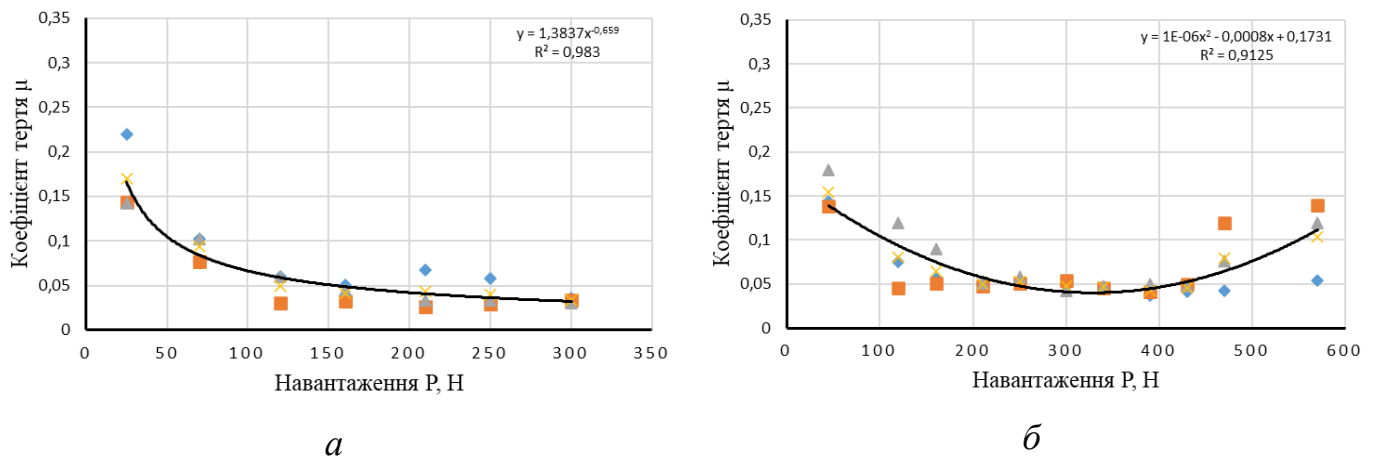 0,35
0,3
0,25
0,2
0,15
0,1
0,05
0
Коефіцієнт тертя μ
y = 1,3837x^-0,659
R² = 0,983
0 50 100 150 200 250 300 350
Навантаження Р, Н
а
0,35
0,3
0,25
0,2
0,15
0,1
0,05
0
Коефіцієнт тертя μ
y = 1E-06x² - 0,0008x + 0,1731
R² = 0,9125
0 100 200 300 400 500 600
Навантаження Р, Н
б